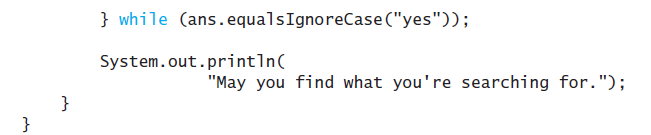 } while (ans.equalsIgnoreCase("yes"));
System.out.println(
"May you find what you're searching for.");
}
}